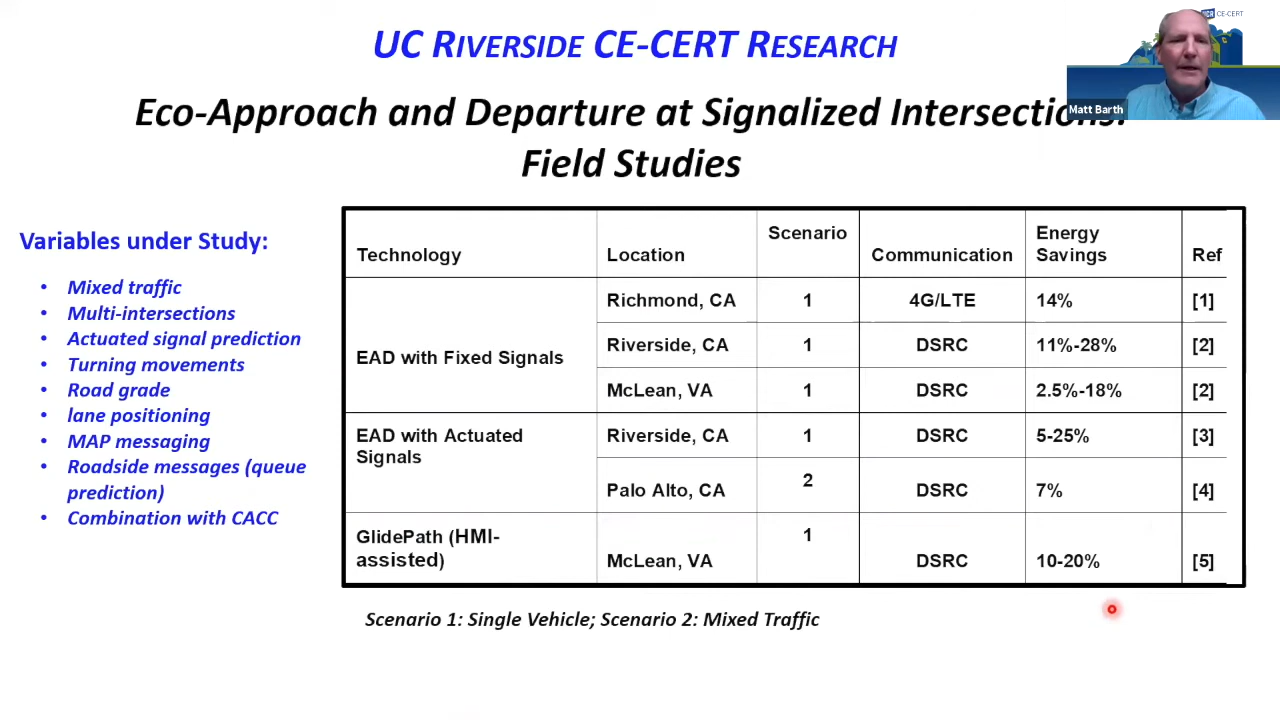 UC RIVERSIDE CE-CERT RESEARCH
CE-CERT
Matt Barth
Eco-Approach and Departure at Signalized Intersections:
Field Studies
Variables under Study:
• Mixed traffic
• Multi-intersections
• Actuated signal prediction
• Turning movements
• Road grade
• lane positioning
• MAP messaging
• Roadside messages (queue
prediction)
• Combination with CACC
Technology Location Scenario Communication Energy
Savings Ref
EAD with Fixed Signals
Richmond, CA 1 4G/LTE 14% [1]
Riverside, CA 1 DSRC 11%-28% [2]
McLean, VA 1 DSRC 2.5%-18% [2]
EAD with Actuated
Signals
Riverside, CA 1 DSRC 5-25% [3]
Palo Alto, CA 2 DSRC 7% [4]
GlidePath (HMI-
assisted)
McLean, VA 1 DSRC 10-20% [5]
Scenario 1: Single Vehicle; Scenario 2: Mixed Traffic